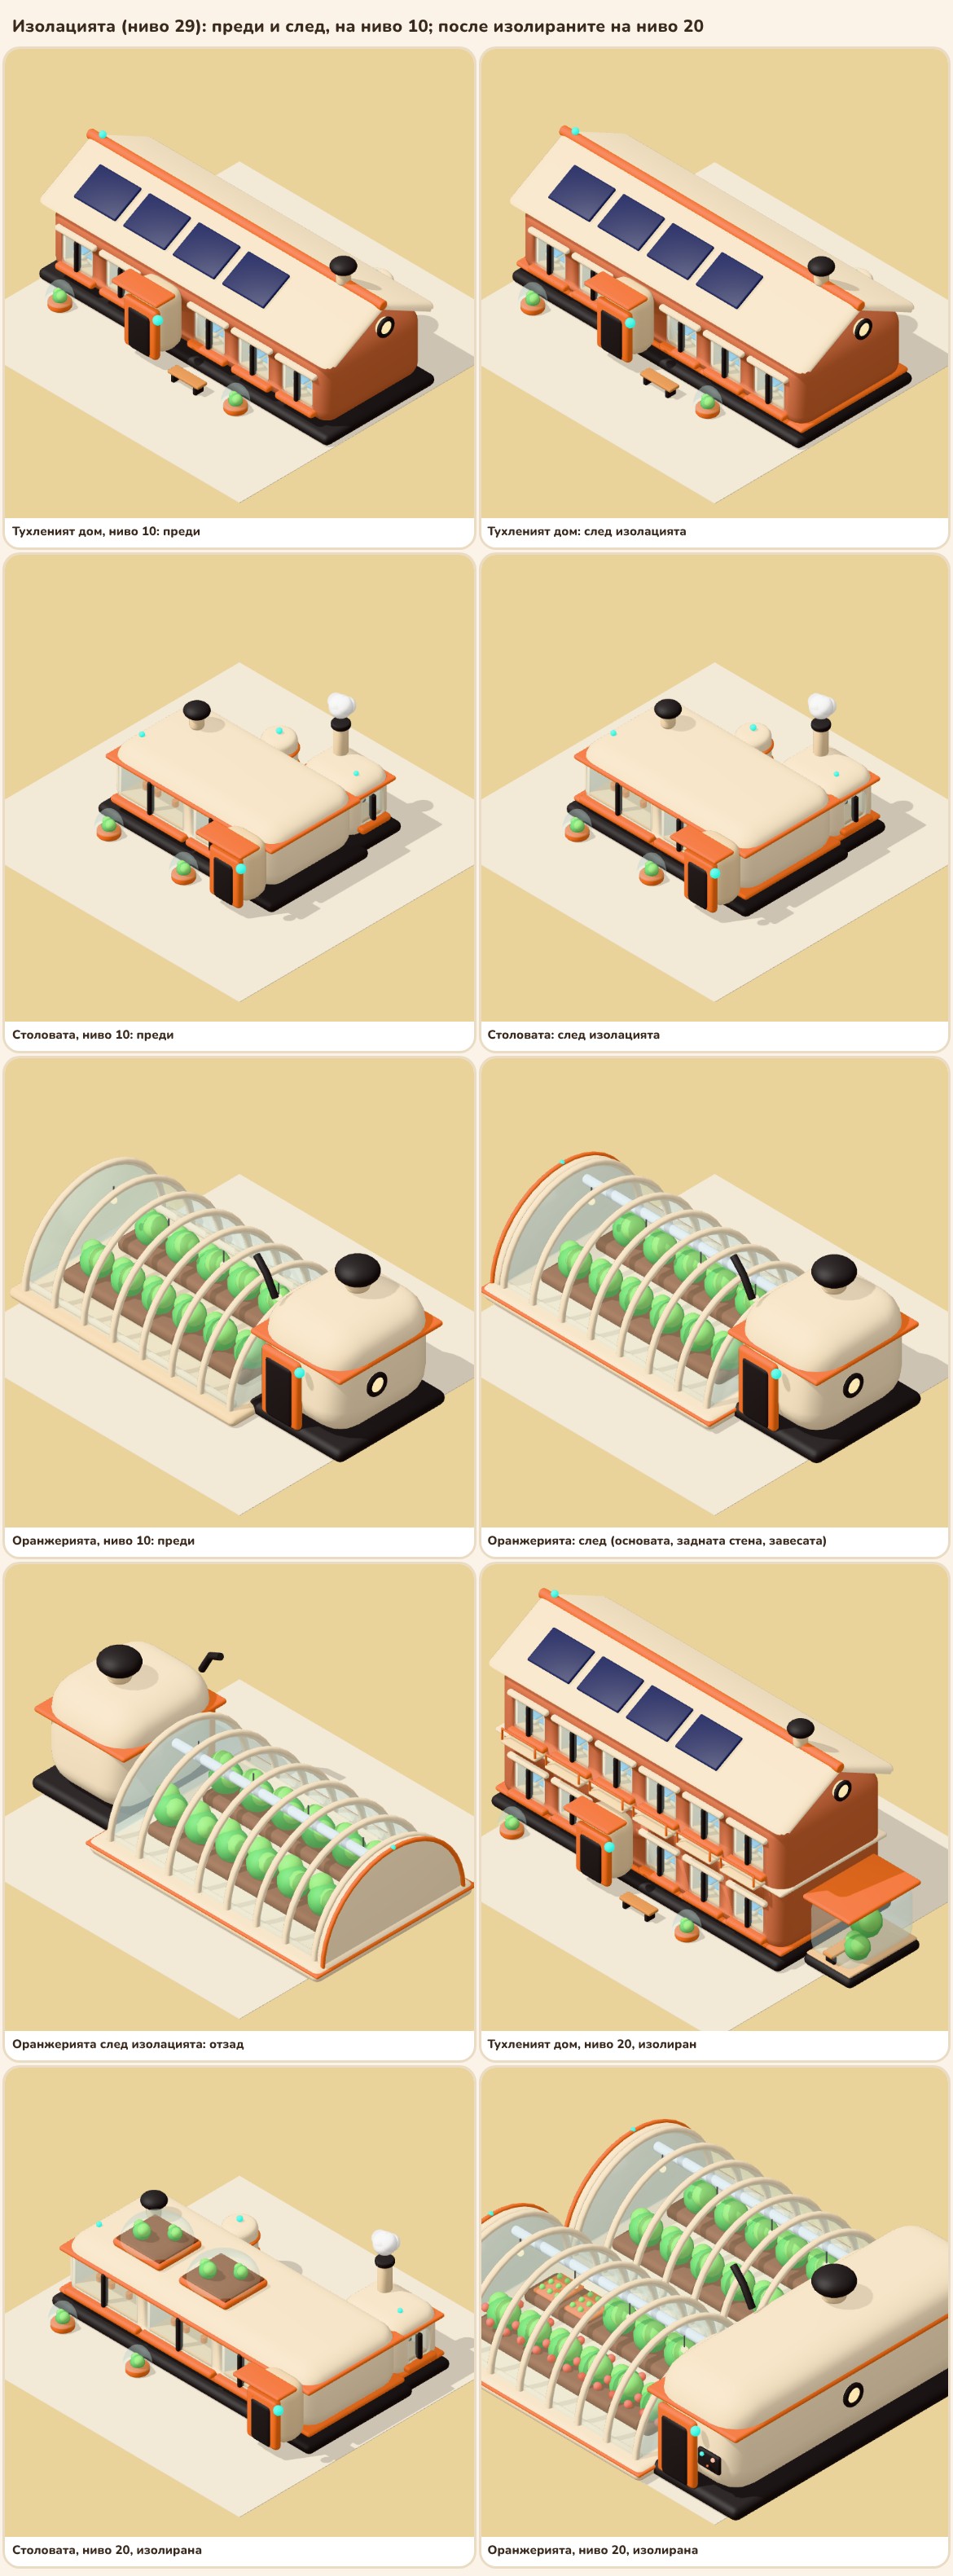 Изолацията (ниво 29): преди и след, на ниво 10; после изолираните на ниво 20
Тухленият дом, ниво 10: преди
Тухленият дом: след изолацията
Столовата, ниво 10: преди
Столовата: след изолацията
Оранжерията, ниво 10: преди
Оранжерията: след (основата, задната стена, завесата)
Оранжерията след изолацията: отзад
Тухленият дом, ниво 20, изолиран
Столовата, ниво 20, изолирана
Оранжерията, ниво 20, изолирана